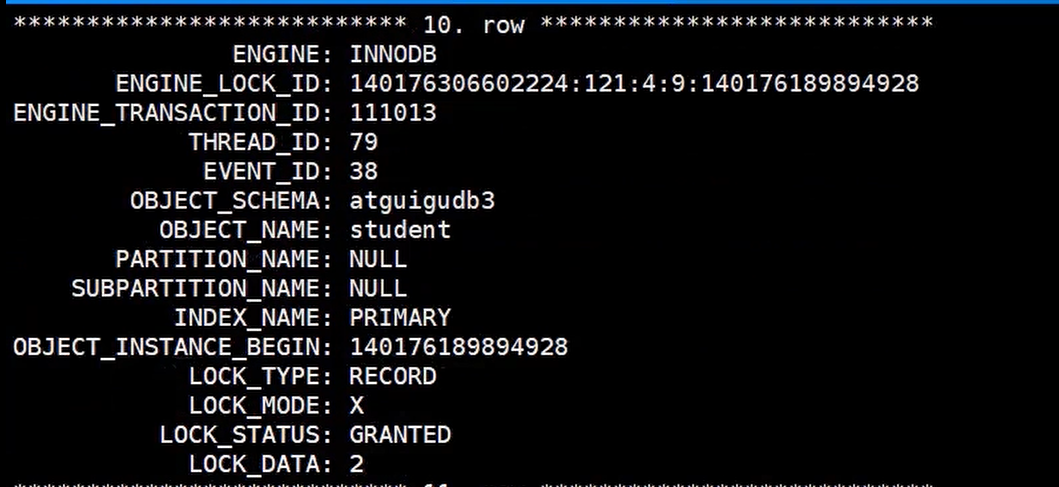 *************************** 10. row ***************************
ENGINE: INNODB
ENGINE_LOCK_ID: 140176306602224:121:4:9:140176189894928
ENGINE_TRANSACTION_ID: 111013
THREAD_ID: 79
EVENT_ID: 38
OBJECT_SCHEMA: atguigudb3
OBJECT_NAME: student
PARTITION_NAME: NULL
SUBPARTITION_NAME: NULL
INDEX_NAME: PRIMARY
OBJECT_INSTANCE_BEGIN: 140176189894928
LOCK_TYPE: RECORD
LOCK_MODE: X
LOCK_STATUS: GRANTED
LOCK_DATA: 2